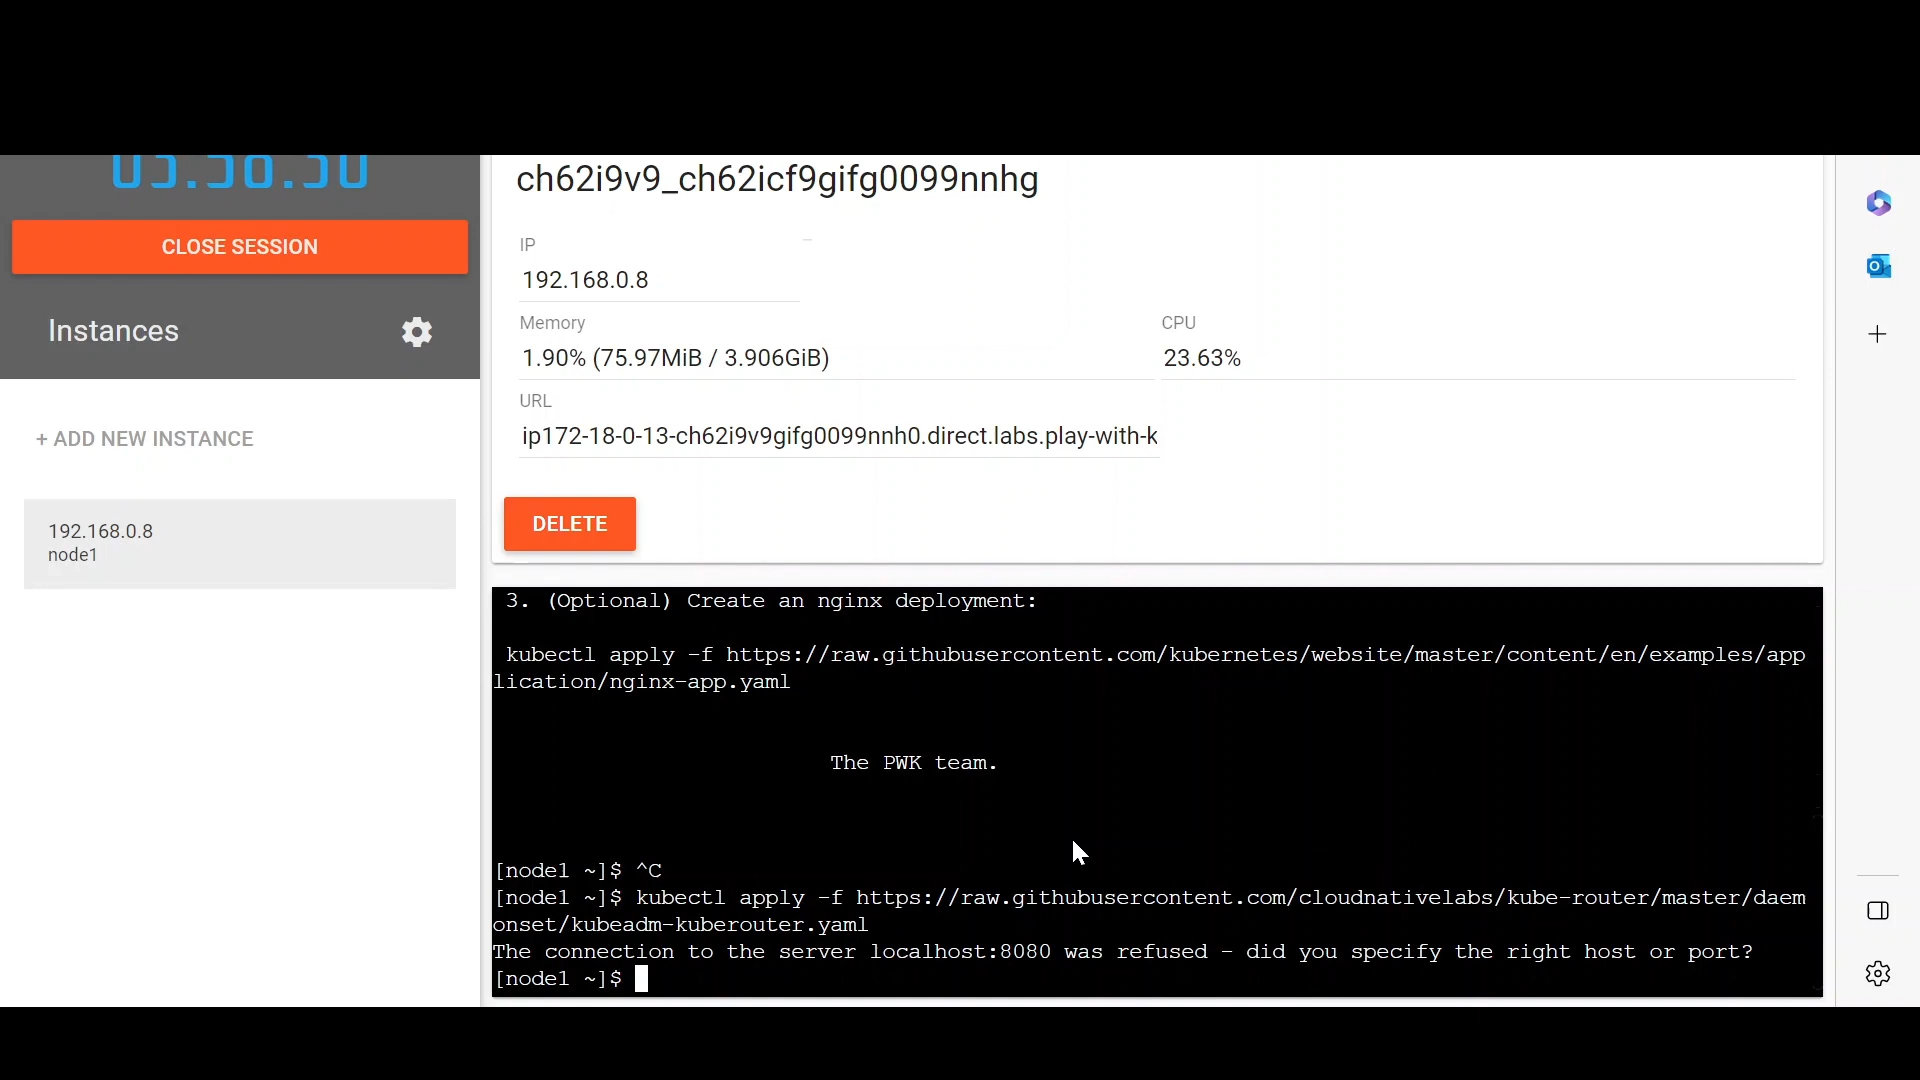 03:58:30
CLOSE SESSION
Instances
+ ADD NEW INSTANCE
192.168.0.8
node1
ch62i9v9_ch62icf9gifg0099nnhg
IP
192.168.0.8
Memory
1.90% (75.97MiB / 3.906GiB)
CPU
23.63%
URL
ip172-18-0-13-ch62i9v9gifg0099nnh0.direct.labs.play-with-k
DELETE
3. (Optional) Create an nginx deployment:
kubectl apply -f https://raw.githubusercontent.com/kubernetes/website/master/content/en/examples/app
lication/nginx-app.yaml
The PWK team.
[node1 ~]$ ^C
[node1 ~]$ kubectl apply -f https://raw.githubusercontent.com/cloudnativelabs/kube-router/master/daem
onset/kubeadm-kuberouter.yaml
The connection to the server localhost:8080 was refused - did you specify the right host or port?
[node1 ~]$